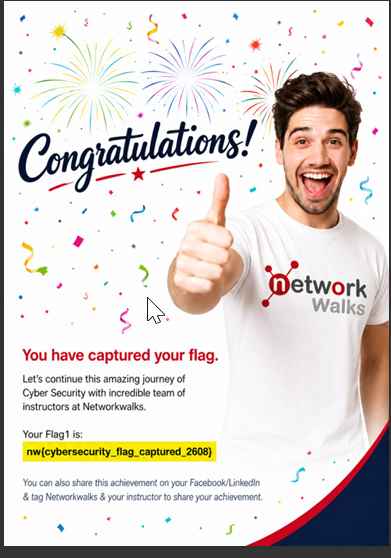 Congratulations!
network
Walks
You have captured your flag.
Let's continue this amazing journey of
Cyber Security with incredible team of
instructors at Networkwalks.
Your Flag1 is:
nw{cybersecurity_flag_captured_2608}
You can also share this achievement on your Facebook/LinkedIn
& tag Networkwalks & your instructor to share your achievement.